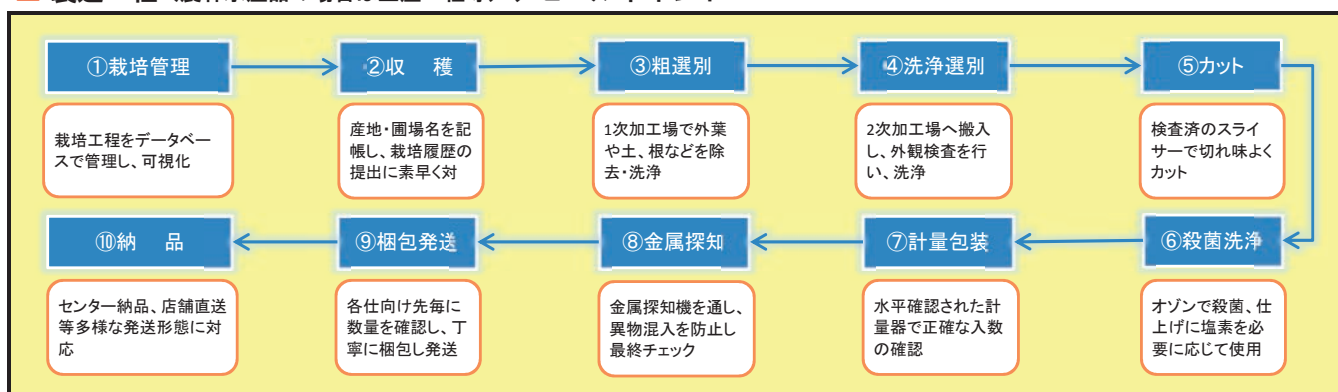 ①栽培管理
②収　穫
③粗選別
④洗浄選別
⑤カット
栽培工程をデータベー
スで管理し、可視化
産地・圃場名を記
帳し、栽培履歴の
提出に素早く対
1次加工場で外葉
や土、根などを除
去・洗浄
2次加工場へ搬入
し、外観検査を行
い、洗浄
検査済のスライ
サーで切れ味よく
カット
⑩納　品
⑨梱包発送
⑧金属探知
⑦計量包装
⑥殺菌洗浄
センター納品、店舗直送
等多様な発送形態に対
応
各仕向け先毎に
数量を確認し、丁
寧に梱包し発送
金属探知機を通し、
異物混入を防止し
最終チェック
水平確認された計
量器で正確な入数
の確認
オゾンで殺菌、仕
上げに塩素を必
要に応じて使用